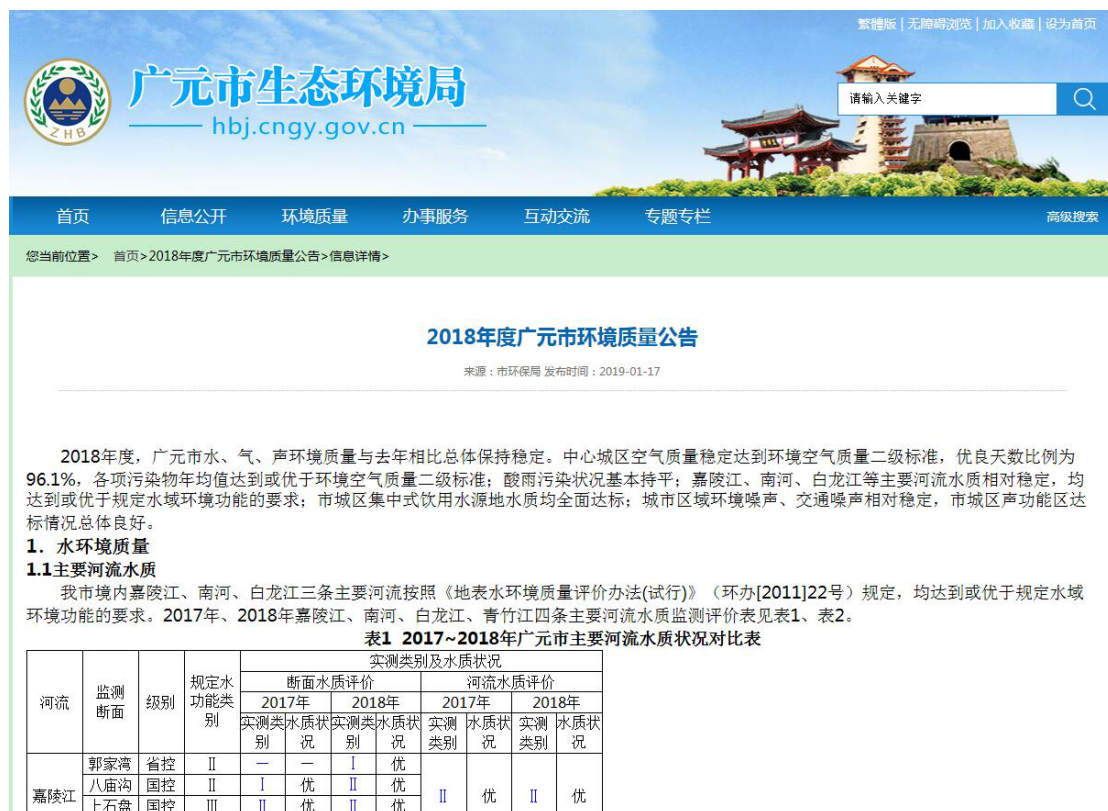 繁體版 | 无障碍浏览 | 加入收藏 | 设为首页
ZHB
广元市生态环境局
hbj.cngy.gov.cn
请输入关键字
首页 信息公开 环境质量 办事服务 互动交流 专题专栏 高级搜索
您当前位置> 首页>2018年度广元市环境质量公告>信息详情>
2018年度广元市环境质量公告
来源：市环保局 发布时间：2019-01-17
2018年度，广元市水、气、声环境质量与去年相比总体保持稳定。中心城区空气质量稳定达到环境空气质量二级标准，优良天数比例为
96.1%，各项污染物年均值达到或优于环境空气质量二级标准；酸雨污染状况基本持平；嘉陵江、南河、白龙江等主要河流水质相对稳定，均
达到或优于规定水域环境功能的要求；市城区集中式饮用水源地水质均全面达标；城市区域环境噪声、交通噪声相对稳定，市城区声功能区达
标情况总体良好。
1．水环境质量
1.1主要河流水质
我市境内嘉陵江、南河、白龙江三条主要河流按照《地表水环境质量评价办法(试行)》（环办[2011]22号）规定，均达到或优于规定水域
环境功能的要求。2017年、2018年嘉陵江、南河、白龙江、青竹江四条主要河流水质监测评价表见表1、表2。
表1 2017~2018年广元市主要河流水质状况对比表
河流 监测断面 级别 规定水功能类别 实测类别及水质状况
断面水质评价 河流水质评价
2017年 2018年 2017年 2018年
实测类别 水质状况 实测类别 水质状况 实测类别 水质状况 实测类别 水质状况
嘉陵江 郭家湾 省控 Ⅱ — — Ⅰ 优 Ⅱ 优 Ⅱ 优
八庙沟 国控 Ⅱ Ⅰ 优 Ⅱ 优
上石盘 国控 Ⅲ Ⅱ 优 Ⅱ 优